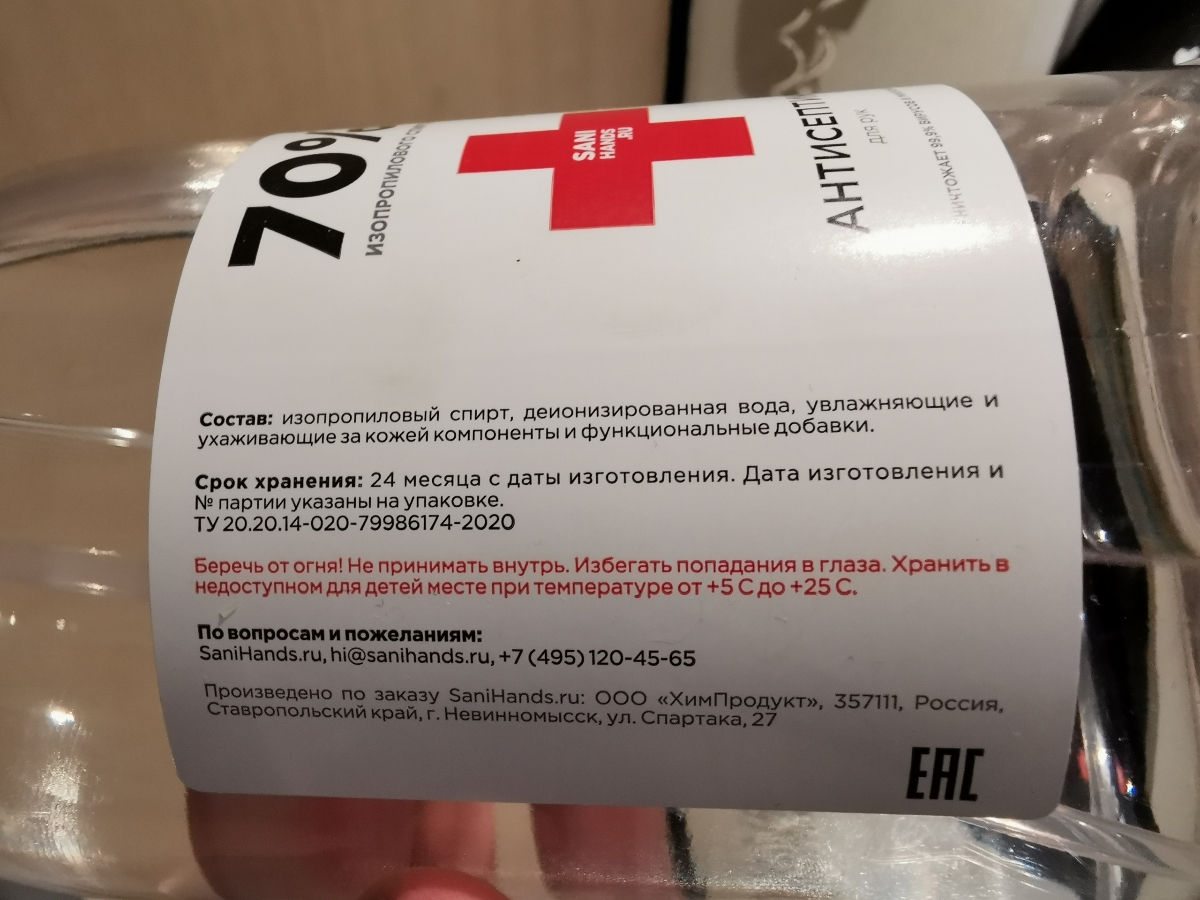 70%
ИЗОПРОПИЛОВОГО
SANI
HANDS
.RU
ДЛЯ РУК
99,9%
Состав: изопропиловый спирт, деионизированная вода, увлажняющие и
ухаживающие за кожей компоненты и функциональные добавки.
Срок хранения: 24 месяца с даты изготовления. Дата изготовления и
№ партии указаны на упаковке.
ТУ 20.20.14-020-79986174-2020
Беречь от огня! Не принимать внутрь. Избегать попадания в глаза. Хранить в
недоступном для детей месте при температуре от +5 С до +25 С.
По вопросам и пожеланиям:
SaniHands.ru, hi@sanihands.ru, +7 (495) 120-45-65
Произведено по заказу SaniHands.ru: ООО «ХимПродукт», 357111, Россия,
Ставропольский край, г. Невинномысск, ул. Спартака, 27
EAC